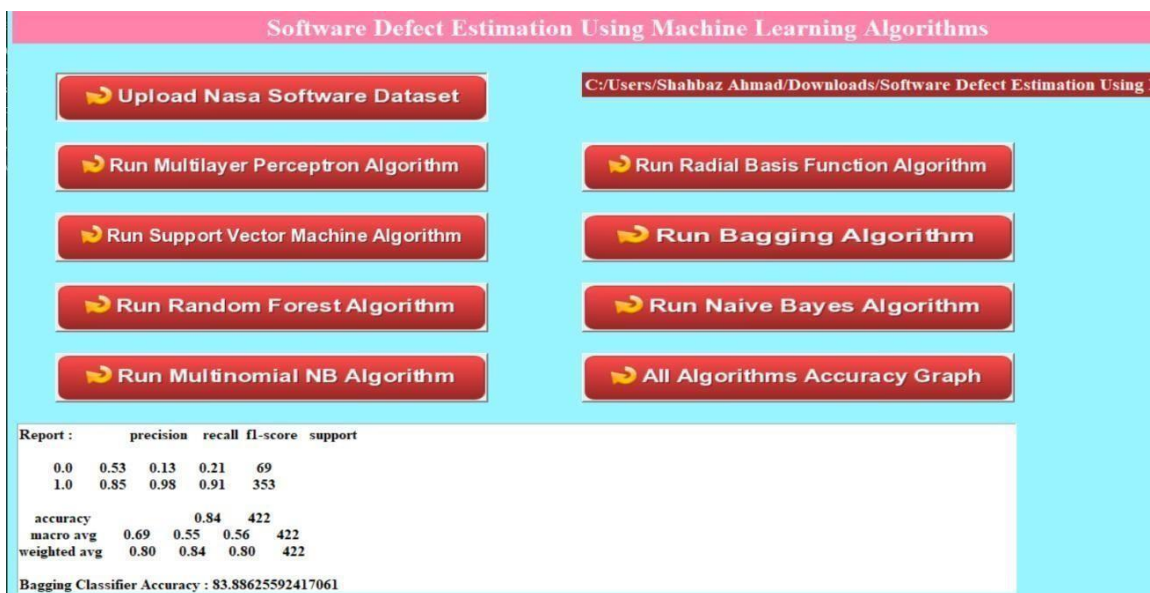 Software Defect Estimation Using Machine Learning Algorithms
Upload Nasa Software Dataset
C:/Users/Shahbaz Ahmad/Downloads/Software Defect Estimation Using
Run Multilayer Perceptron Algorithm
Run Radial Basis Function Algorithm
Run Support Vector Machine Algorithm
Run Bagging Algorithm
Run Random Forest Algorithm
Run Naive Bayes Algorithm
Run Multinomial NB Algorithm
All Algorithms Accuracy Graph
Report : precision recall f1-score support
0.0 0.53 0.13 0.21 69
1.0 0.85 0.98 0.91 353
accuracy 0.84 422
macro avg 0.69 0.55 0.56 422
weighted avg 0.80 0.84 0.80 422
Bagging Classifier Accuracy : 83.88625592417061